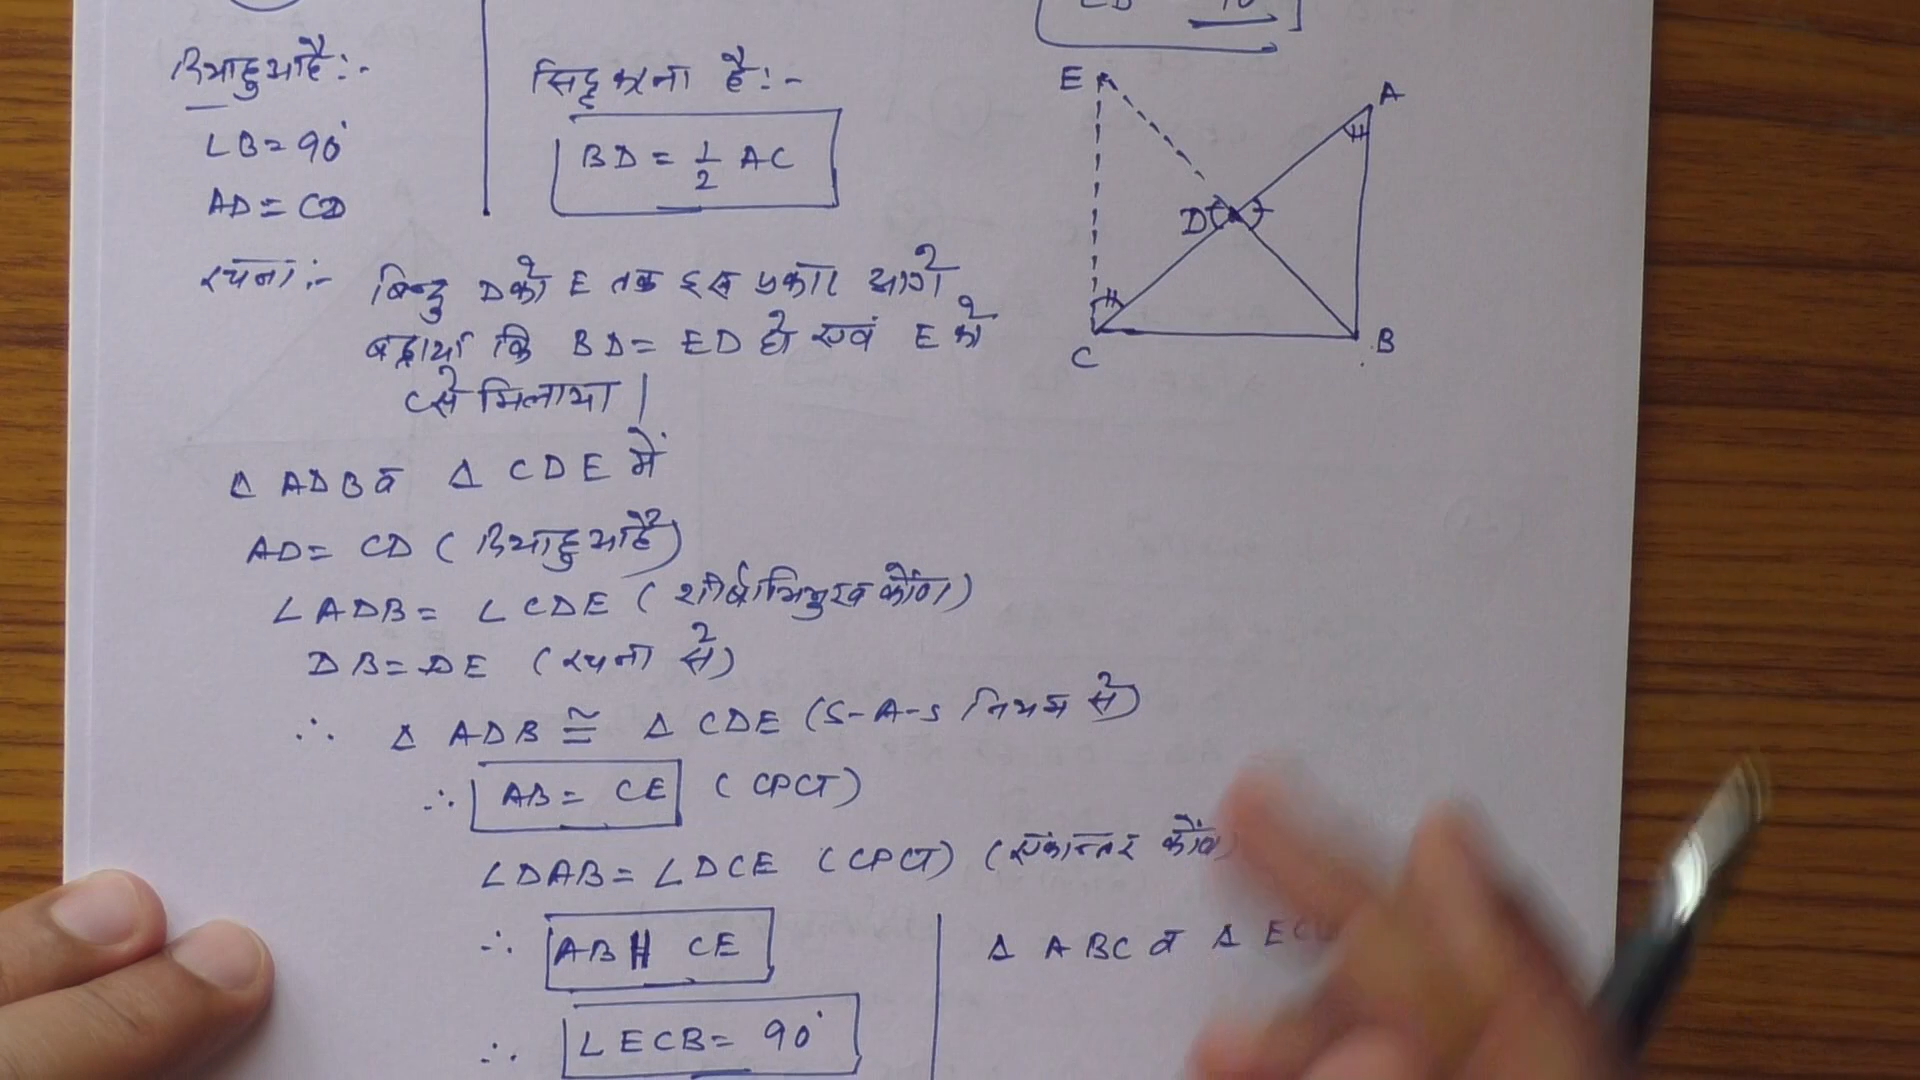 दिया हुआ है :-
∠B = 90°
AD = CD
सिद्ध करना है :-
BD = 1/2 AC
E
A
D
C
B
रचना :- बिन्दु D को E तक इस प्रकार आगे
बढ़ाया कि BD = ED हो एवं E को
C से मिलाया |
Δ ADB व Δ CDE में
AD = CD (दिया हुआ है)
∠ADB = ∠CDE (शीर्षाभिमुख कोण)
DB = DE (रचना से)
∴ Δ ADB ≅ Δ CDE (S-A-S नियम से)
∴ AB = CE (CPCT)
∠DAB = ∠DCE (CPCT) (एकान्तर कोण)
∴ AB || CE
∴ ∠ECB = 90°
Δ ABC व Δ